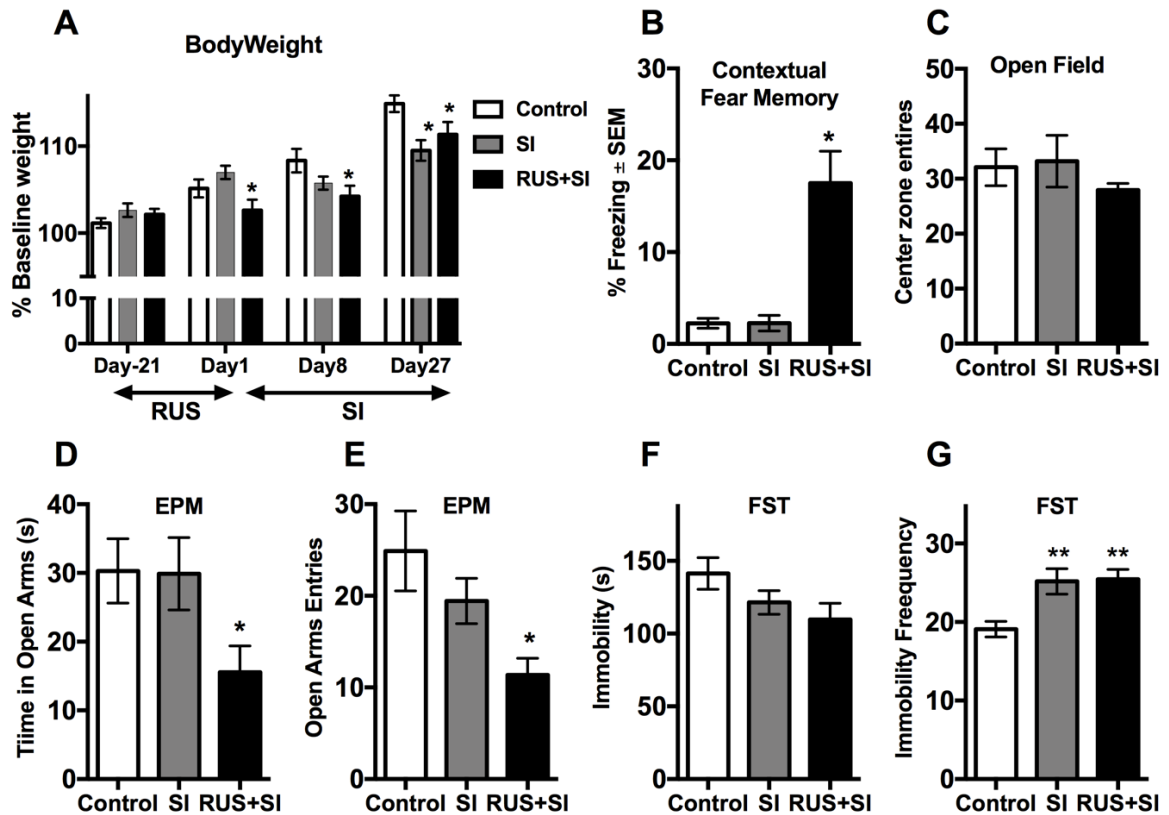 A
BodyWeight
% Baseline weight
110
100
10
0
Control
SI
RUS+SI
*
*
*
*
Day-21 Day1 Day8 Day27
RUS SI
B
Contextual
Fear Memory
% Freezing ± SEM
30
20
10
0
*
Control SI RUS+SI
C
Open Field
Center zone entires
50
40
30
20
10
0
Control SI RUS+SI
D
EPM
Tiime in Open Arms (s)
40
30
20
10
0
*
Control SI RUS+SI
E
EPM
Open Arms Entries
30
20
10
0
*
Control SI RUS+SI
F
FST
Immobility (s)
150
100
50
0
Control SI RUS+SI
G
FST
Immobility Freequency
30
20
10
0
** **
Control SI RUS+SI